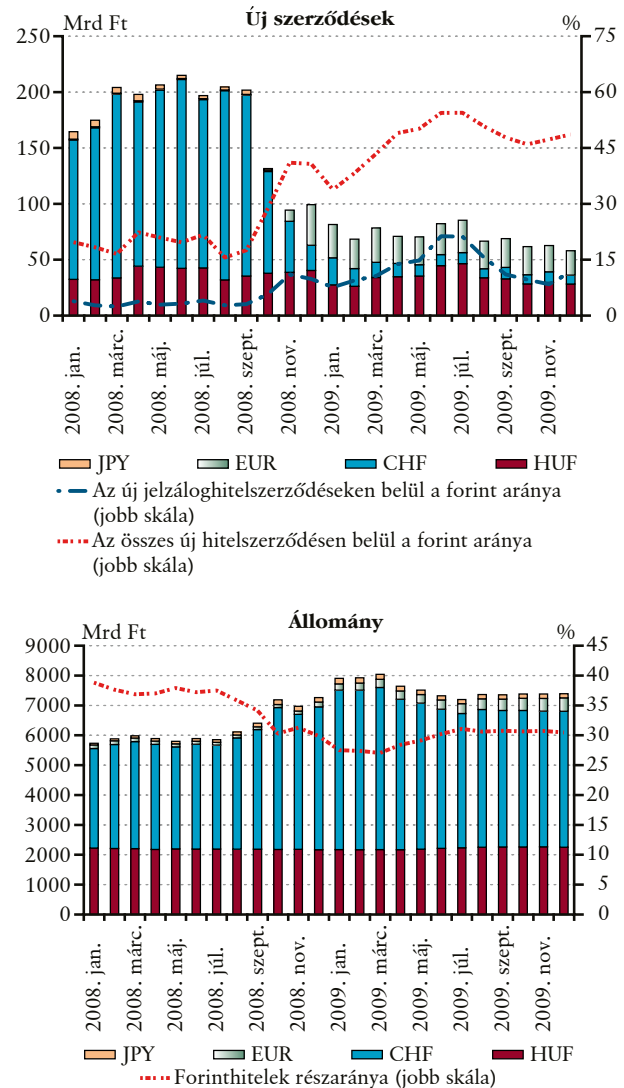 Új szerződések
Mrd Ft %
250 75
200 60
150 45
100 30
50 15
0 0
2008. jan.
2008. márc.
2008. máj.
2008. júl.
2008. szept.
2008. nov.
2009. jan.
2009. márc.
2009. máj.
2009. júl.
2009. szept.
2009. nov.
JPY EUR CHF HUF
Az új jelzáloghitelszerződéseken belül a forint aránya
(jobb skála)
Az összes új hitelszerződésen belül a forint aránya
(jobb skála)
Állomány
Mrd Ft %
9000 45
8000 40
7000 35
6000 30
5000 25
4000 20
3000 15
2000 10
1000 5
0 0
2008. jan.
2008. márc.
2008. máj.
2008. júl.
2008. szept.
2008. nov.
2009. jan.
2009. márc.
2009. máj.
2009. júl.
2009. szept.
2009. nov.
JPY EUR CHF HUF
Forinthitelek részaránya (jobb skála)